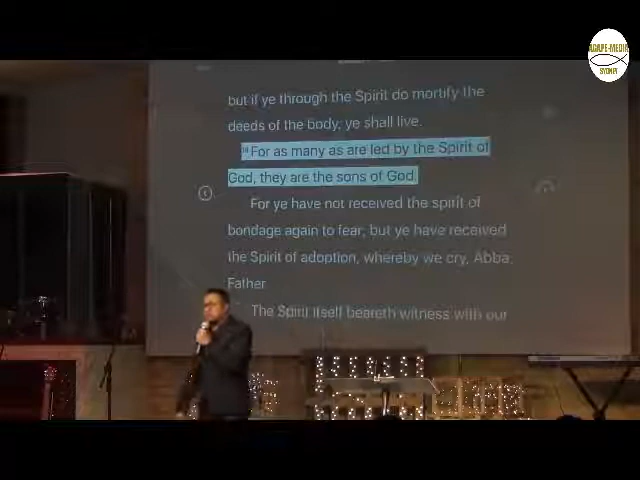 AGAPE-MEDIA
SYDNEY
but if ye through the Spirit do mortify the
deeds of the body, ye shall live.
14 For as many as are led by the Spirit of
God, they are the sons of God.
For ye have not received the spirit of
bondage again to fear; but ye have received
the Spirit of adoption, whereby we cry, Abba,
Father
The Spirit itself beareth witness with our